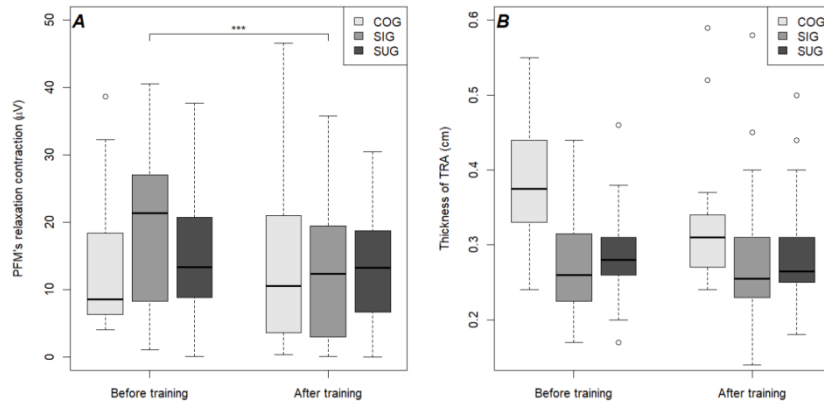 A
***
COG
SIG
SUG
PFM's relaxation contraction (μV)
50
40
30
20
10
0
Before training
After training
B
COG
SIG
SUG
Thickness of TRA (cm)
0.6
0.5
0.4
0.3
0.2
Before training
After training